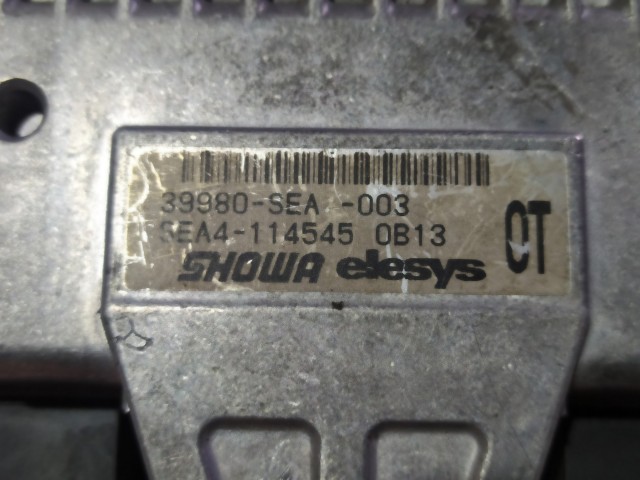 39980-SEA -003
SEA4-114545 0B13
SHOWA elesys
CT